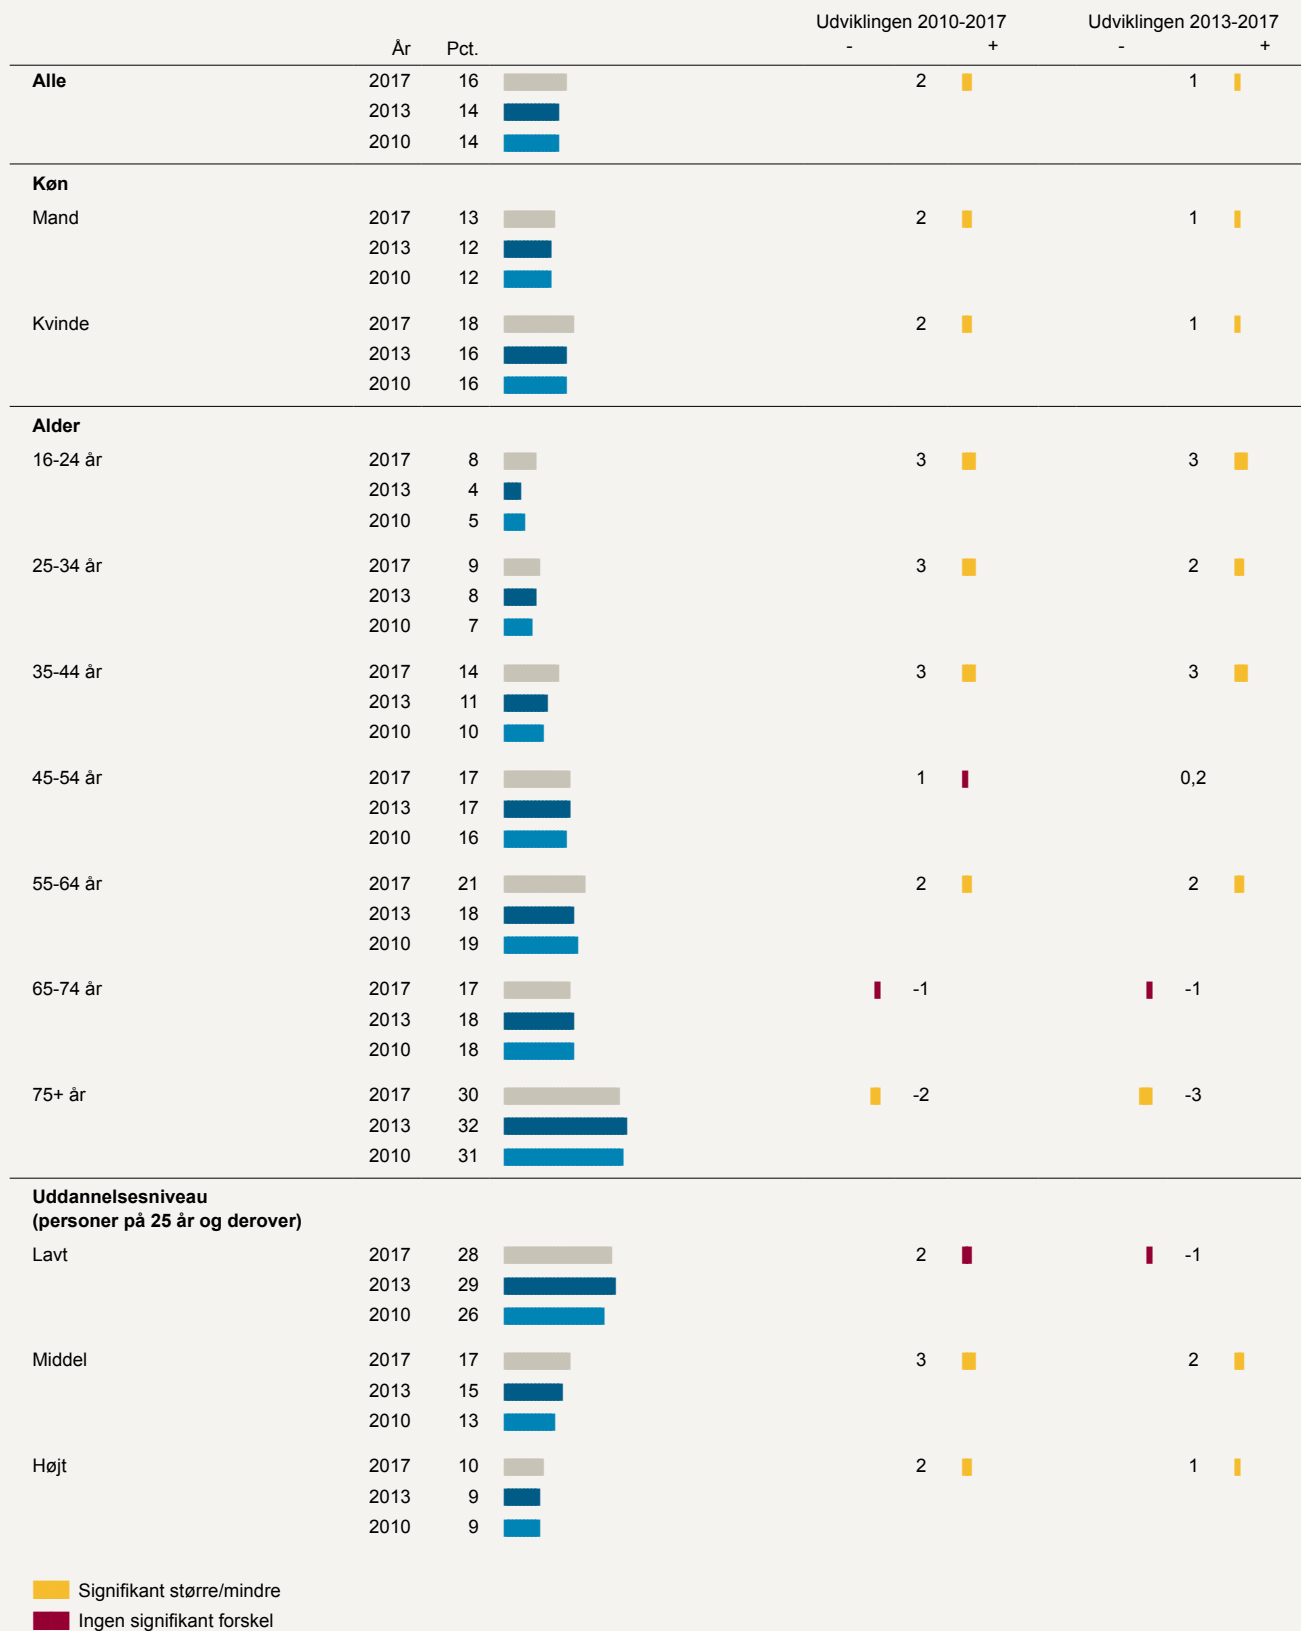 Udviklingen 2010-2017 Udviklingen 2013-2017
År Pct. - + - +
Alle 2017 16 2 1
2013 14
2010 14
Køn
Mand 2017 13 2 1
2013 12
2010 12
Kvinde 2017 18 2 1
2013 16
2010 16
Alder
16-24 år 2017 8 3 3
2013 4
2010 5
25-34 år 2017 9 3 2
2013 8
2010 7
35-44 år 2017 14 3 3
2013 11
2010 10
45-54 år 2017 17 1 0,2
2013 17
2010 16
55-64 år 2017 21 2 2
2013 18
2010 19
65-74 år 2017 17 -1 -1
2013 18
2010 18
75+ år 2017 30 -2 -3
2013 32
2010 31
Uddannelsesniveau
(personer på 25 år og derover)
Lavt 2017 28 2 -1
2013 29
2010 26
Middel 2017 17 3 2
2013 15
2010 13
Højt 2017 10 2 1
2013 9
2010 9
Signifikant større/mindre
Ingen signifikant forskel